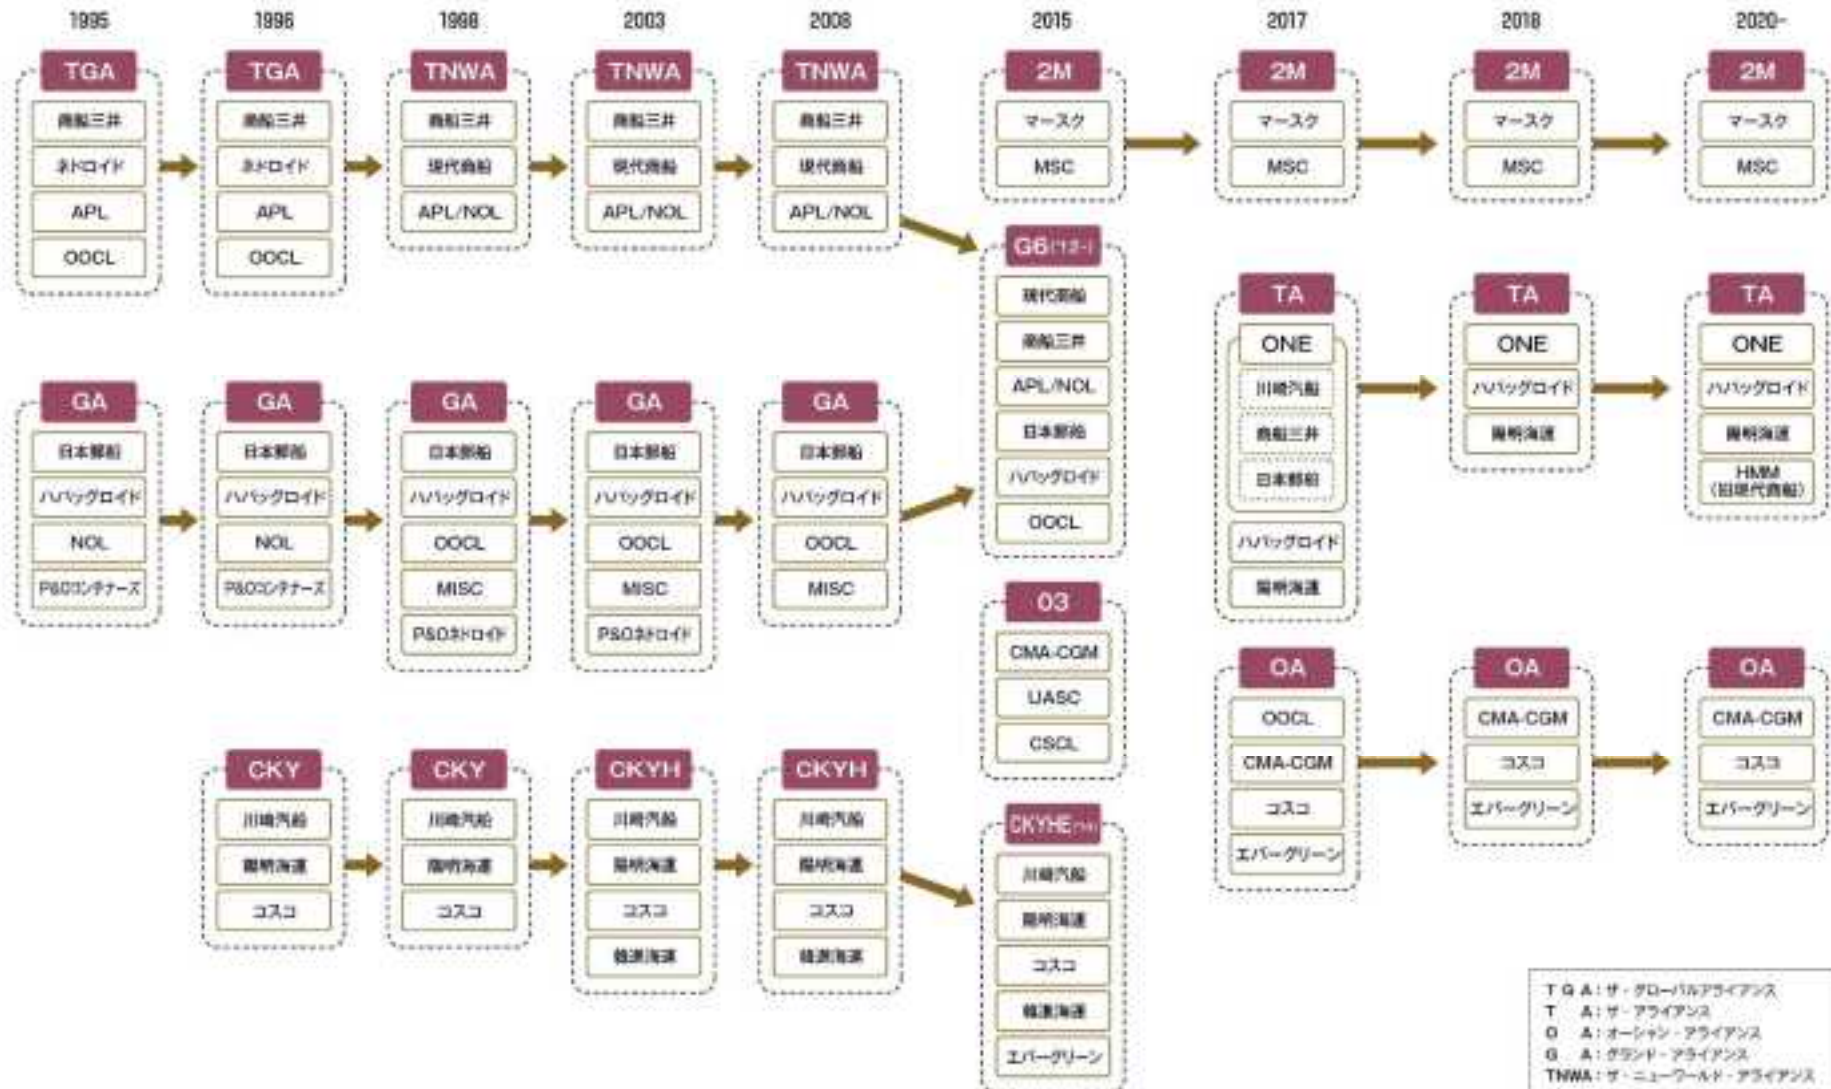 1995
1996
1998
2003
2008
2015
2017
2018
2020-
TGA
商船三井
ネドロイド
APL
OOCL
TGA
商船三井
ネドロイド
APL
OOCL
TNWA
商船三井
現代商船
APL/NOL
TNWA
商船三井
現代商船
APL/NOL
TNWA
商船三井
現代商船
APL/NOL
2M
マースク
MSC
2M
マースク
MSC
2M
マースク
MSC
2M
マースク
MSC
GA
日本郵船
ハパッグロイド
NOL
P&Oコンテナーズ
GA
日本郵船
ハパッグロイド
NOL
P&Oコンテナーズ
GA
日本郵船
ハパッグロイド
OOCL
MISC
P&Oネドロイド
GA
日本郵船
ハパッグロイド
OOCL
MISC
P&Oネドロイド
GA
日本郵船
ハパッグロイド
OOCL
MISC
G6('12-)
現代商船
商船三井
APL/NOL
日本郵船
ハパッグロイド
OOCL
TA
ONE
川崎汽船
商船三井
日本郵船
ハパッグロイド
陽明海運
TA
ONE
ハパッグロイド
陽明海運
TA
ONE
ハパッグロイド
陽明海運
HMM
(旧現代商船)
O3
CMA-CGM
UASC
CSCL
OA
OOCL
CMA-CGM
コスコ
エバーグリーン
OA
CMA-CGM
コスコ
エバーグリーン
OA
CMA-CGM
コスコ
エバーグリーン
CKY
川崎汽船
陽明海運
コスコ
CKY
川崎汽船
陽明海運
コスコ
CKYH
川崎汽船
陽明海運
コスコ
韓進海運
CKYH
川崎汽船
陽明海運
コスコ
韓進海運
CKYHE
川崎汽船
陽明海運
コスコ
韓進海運
エバーグリーン
TGA:ザ・グローバルアライアンス
TA:ザ・アライアンス
OA:オーシャン・アライアンス
GA:グランド・アライアンス
TNWA:ザ・ニューワールド・アライアンス